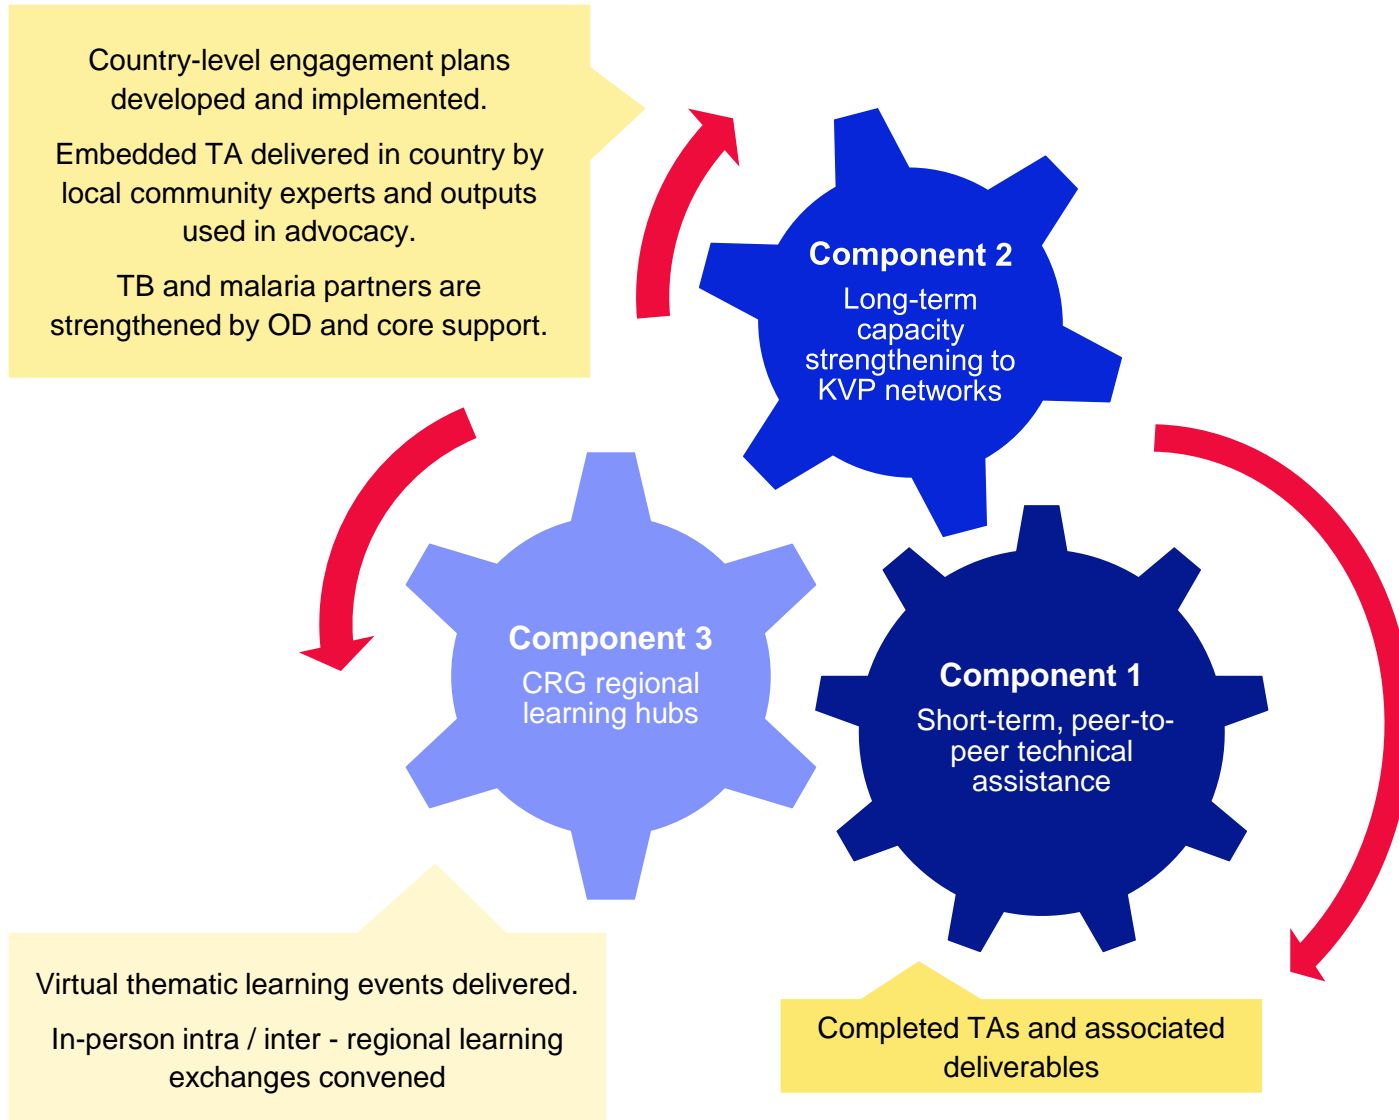 Country-level engagement plans
developed and implemented.
Embedded TA delivered in country by
local community experts and outputs
used in advocacy.
TB and malaria partners are
strengthened by OD and core support.
Component 2
Long-term
capacity
strengthening to
KVP networks
Component 3
CRG regional
learning hubs
Component 1
Short-term, peer-to-
peer technical
assistance
Virtual thematic learning events delivered.
In-person intra / inter - regional learning
exchanges convened
Completed TAs and associated
deliverables